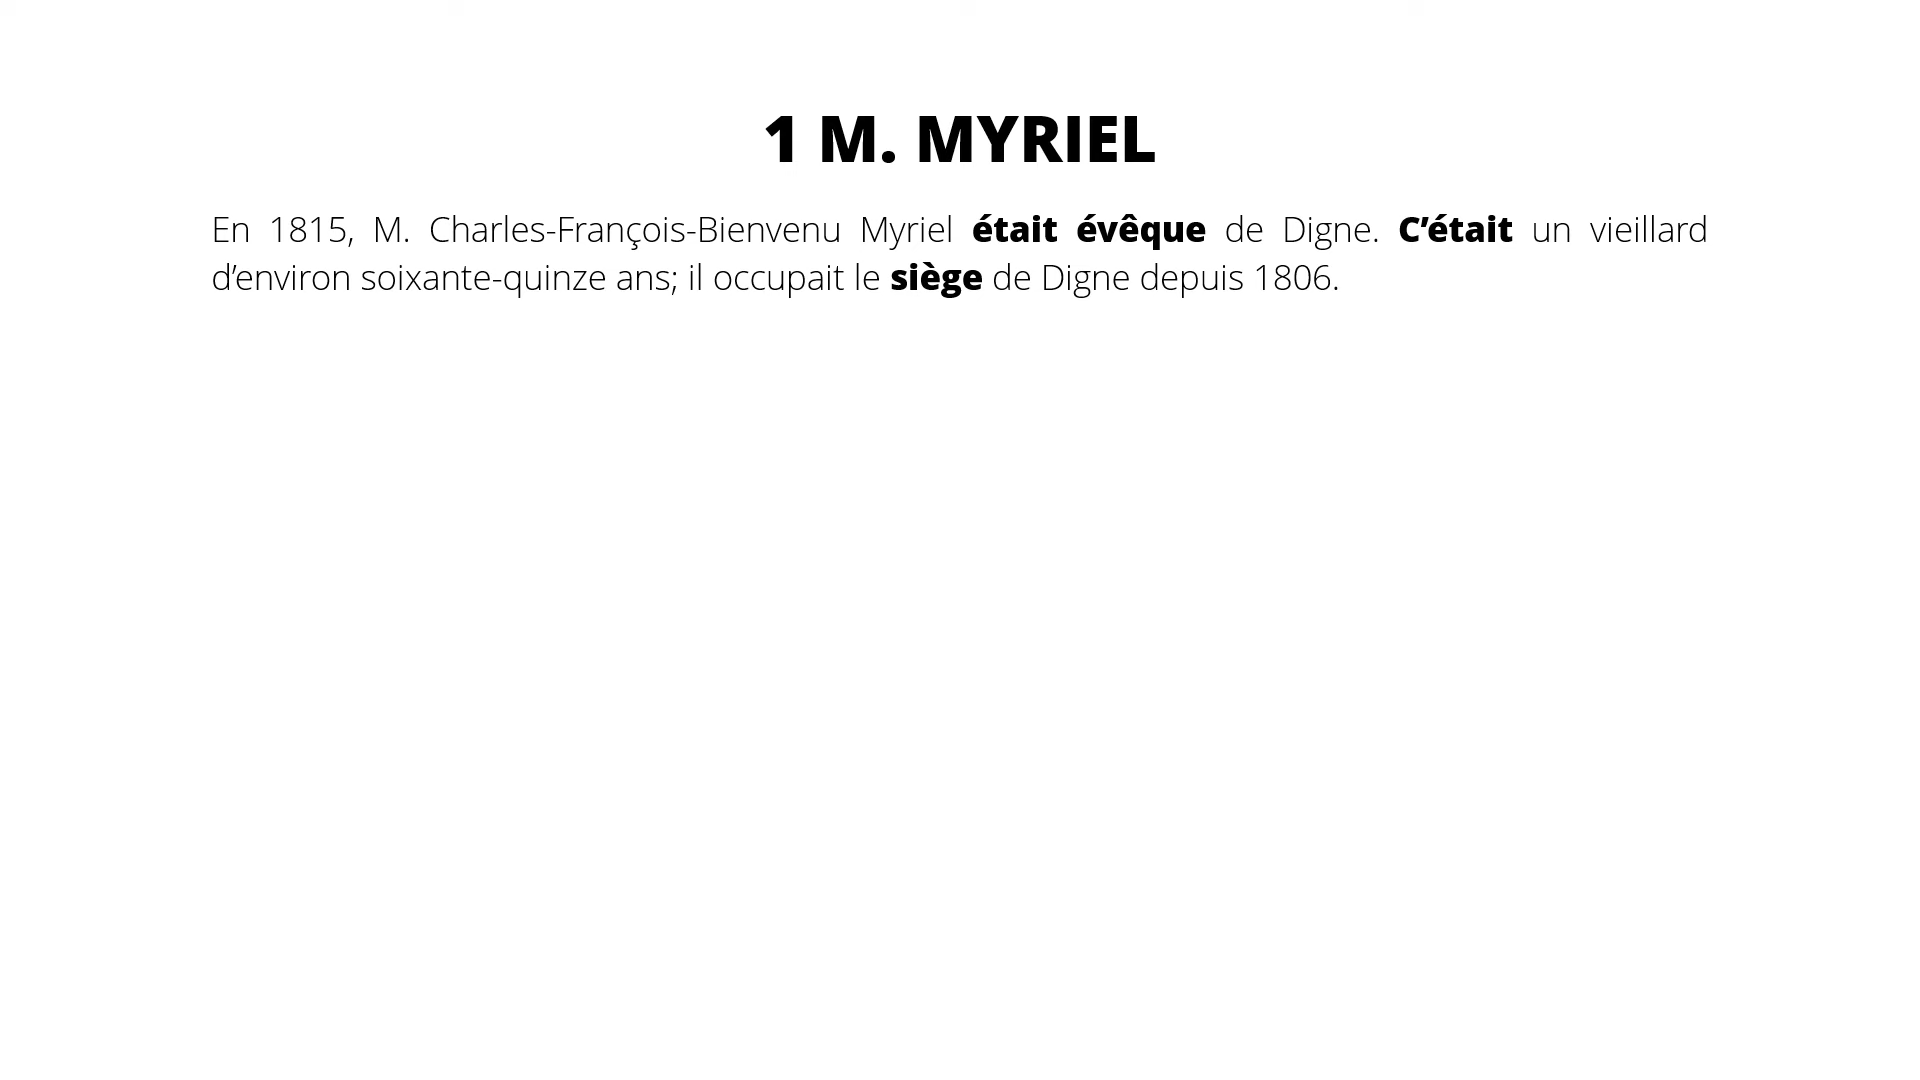 1 M. MYRIEL
En 1815, M. Charles-François-Bienvenu Myriel était évêque de Digne. C’était un vieillard
d’environ soixante-quinze ans; il occupait le siège de Digne depuis 1806.